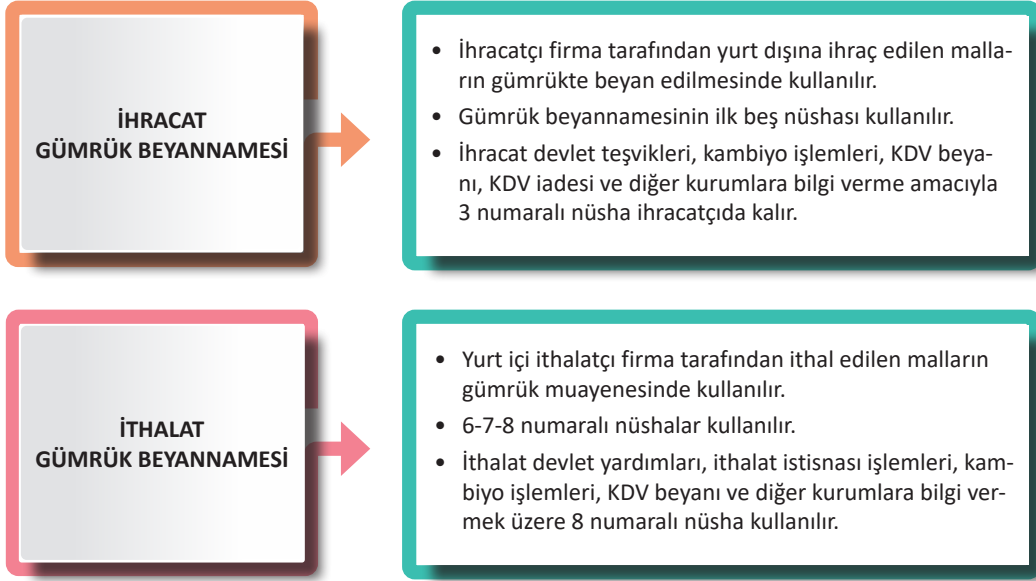 İHRACAT
GÜMRÜK BEYANNAMESİ
• İhracatçı firma tarafından yurt dışına ihraç edilen malla-
rın gümrükte beyan edilmesinde kullanılır.
• Gümrük beyannamesinin ilk beş nüshası kullanılır.
• İhracat devlet teşvikleri, kambiyo işlemleri, KDV beya-
nı, KDV iadesi ve diğer kurumlara bilgi verme amacıyla
3 numaralı nüsha ihracatçıda kalır.
İTHALAT
GÜMRÜK BEYANNAMESİ
• Yurt içi ithalatçı firma tarafından ithal edilen malların
gümrük muayenesinde kullanılır.
• 6-7-8 numaralı nüshalar kullanılır.
• İthalat devlet yardımları, ithalat istisnası işlemleri, kam-
biyo işlemleri, KDV beyanı ve diğer kurumlara bilgi ver-
mek üzere 8 numaralı nüsha kullanılır.